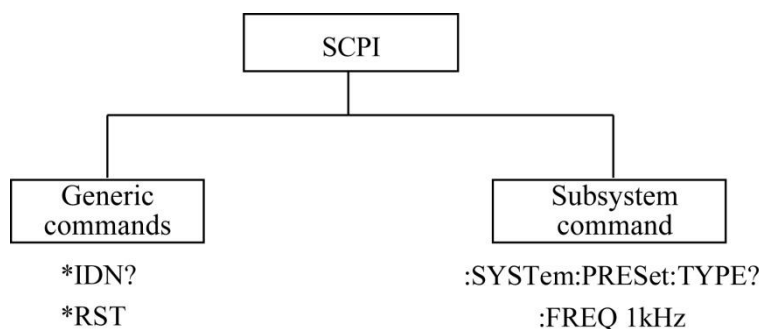 SCPI
Generic
commands
*IDN?
*RST
Subsystem
command
:SYSTem:PRESet:TYPE?
:FREQ 1kHz